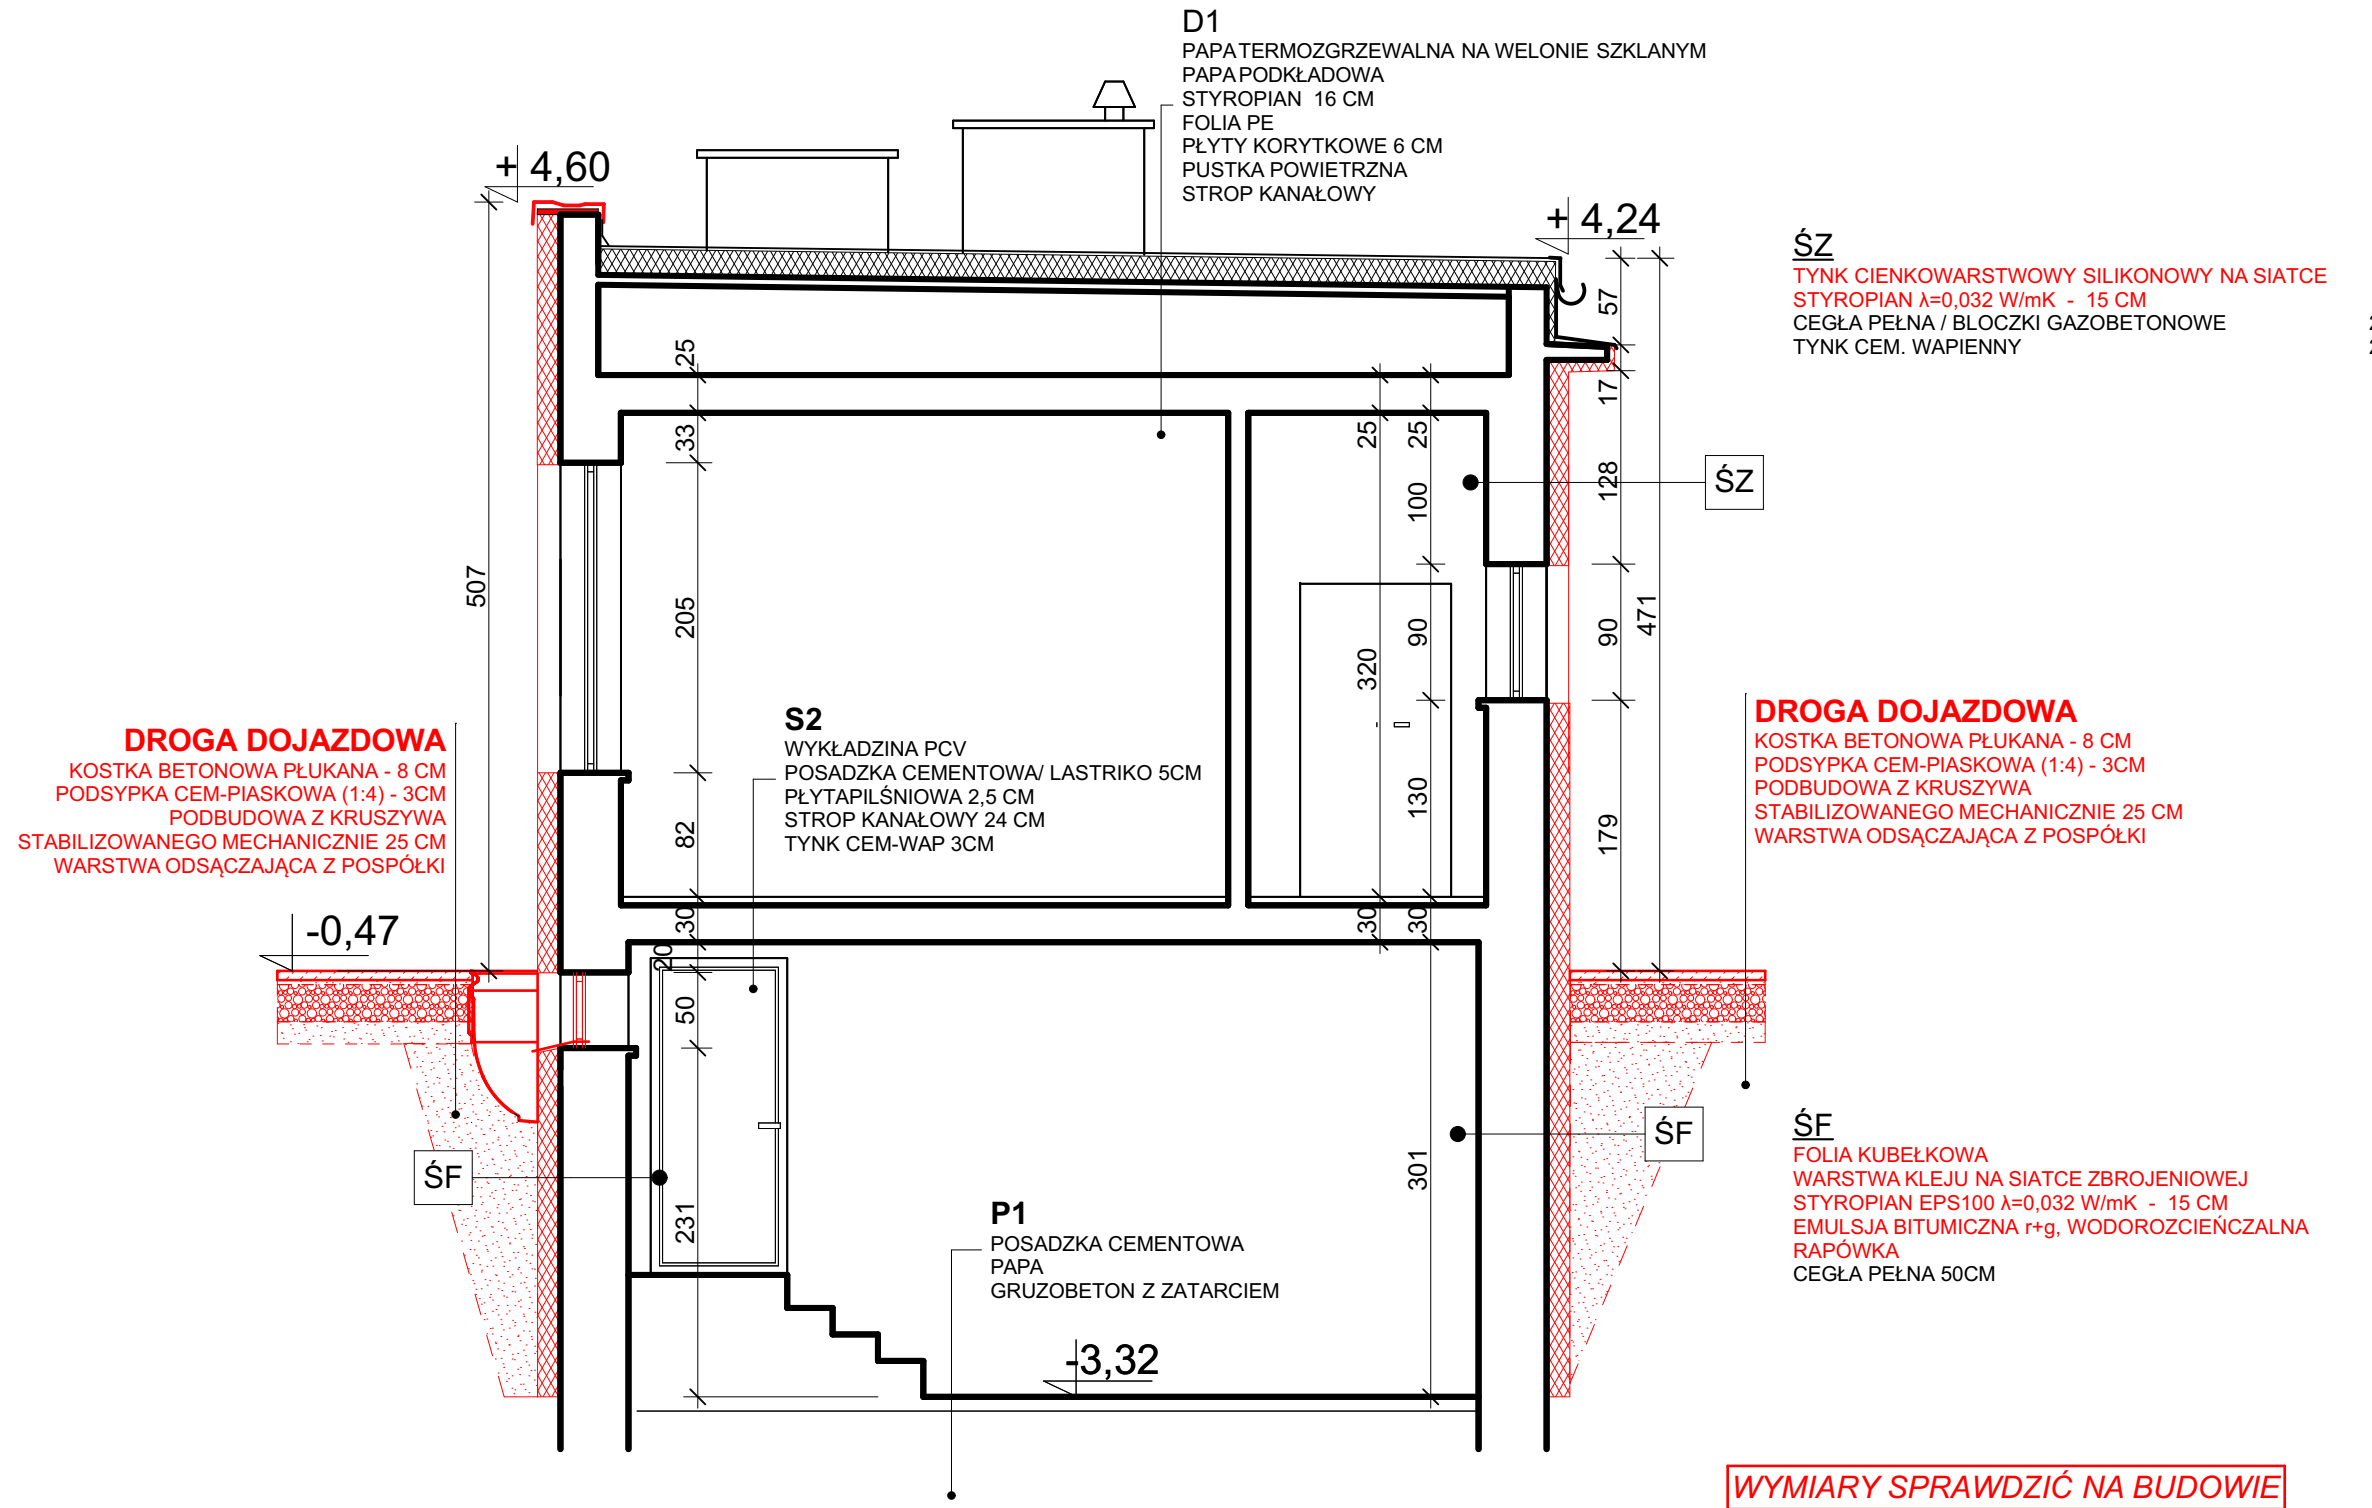 D1
PAPA TERMOZGRZEWALNA NA WELONIE SZKLANYM
PAPA PODKŁADOWA
STYROPIAN 16 CM
FOLIA PE
PŁYTY KORYTKOWE 6 CM
PUSTKA POWIETRZNA
STROP KANAŁOWY
+ 4,60
+ 4,24
ŚZ
TYNK CIENKOWARSTWOWY SILIKONOWY NA SIATCE
STYROPIAN λ=0,032 W/mK - 15 CM
CEGŁA PEŁNA / BLOCZKI GAZOBETONOWE
TYNK CEM. WAPIENNY
57
17
128
90
179
471
25
33
205
82
30
20
50
231
25
320
30
25
100
90
130
30
301
507
ŚZ
S2
WYKŁADZINA PCV
POSADZKA CEMENTOWA/ LASTRIKO 5CM
PŁYTA PILŚNIOWA 2,5 CM
STROP KANAŁOWY 24 CM
TYNK CEM-WAP 3CM
DROGA DOJAZDOWA
KOSTKA BETONOWA PŁUKANA - 8 CM
PODSYPKA CEM-PIASKOWA (1:4) - 3CM
PODBUDOWA Z KRUSZYWA
STABILIZOWANEGO MECHANICZNIE 25 CM
WARSTWA ODSĄCZAJĄCA Z POSPÓŁKI
DROGA DOJAZDOWA
KOSTKA BETONOWA PŁUKANA - 8 CM
PODSYPKA CEM-PIASKOWA (1:4) - 3CM
PODBUDOWA Z KRUSZYWA
STABILIZOWANEGO MECHANICZNIE 25 CM
WARSTWA ODSĄCZAJĄCA Z POSPÓŁKI
-0,47
ŚF
ŚF
ŚF
FOLIA KUBEŁKOWA
WARSTWA KLEJU NA SIATCE ZBROJENIOWEJ
STYROPIAN EPS100 λ=0,032 W/mK - 15 CM
EMULSJA BITUMICZNA r+g, WODOROZCIEŃCZALNA
RAPÓWKA
CEGŁA PEŁNA 50CM
P1
POSADZKA CEMENTOWA
PAPA
GRUZOBETON Z ZATARCIEM
-3,32
WYMIARY SPRAWDZIĆ NA BUDOWIE